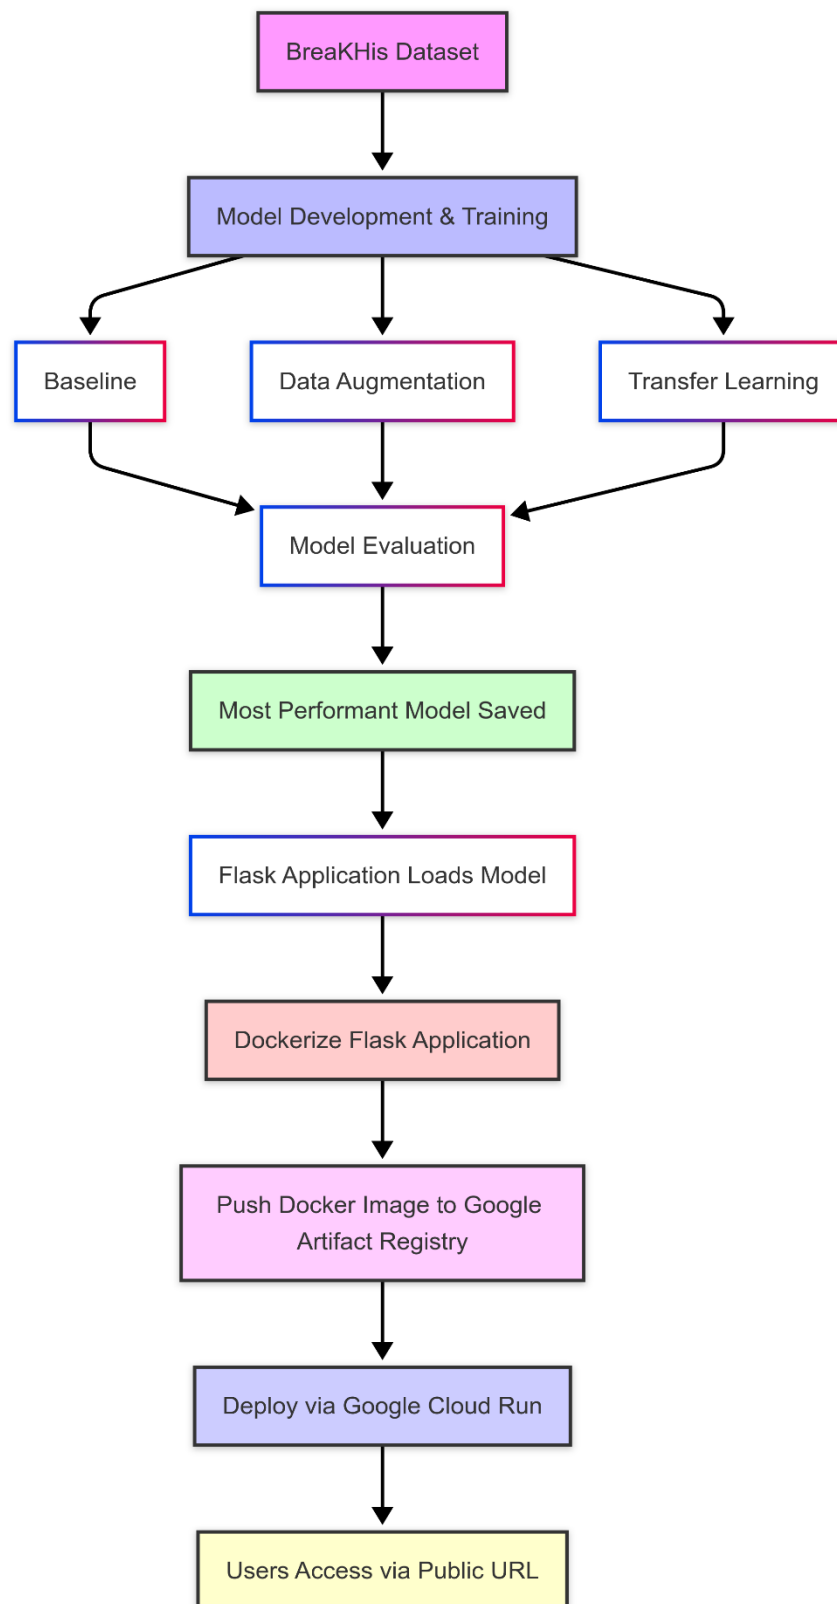 BreaKHis Dataset
Model Development & Training
Baseline
Data Augmentation
Transfer Learning
Model Evaluation
Most Performant Model Saved
Flask Application Loads Model
Dockerize Flask Application
Push Docker Image to Google
Artifact Registry
Deploy via Google Cloud Run
Users Access via Public URL